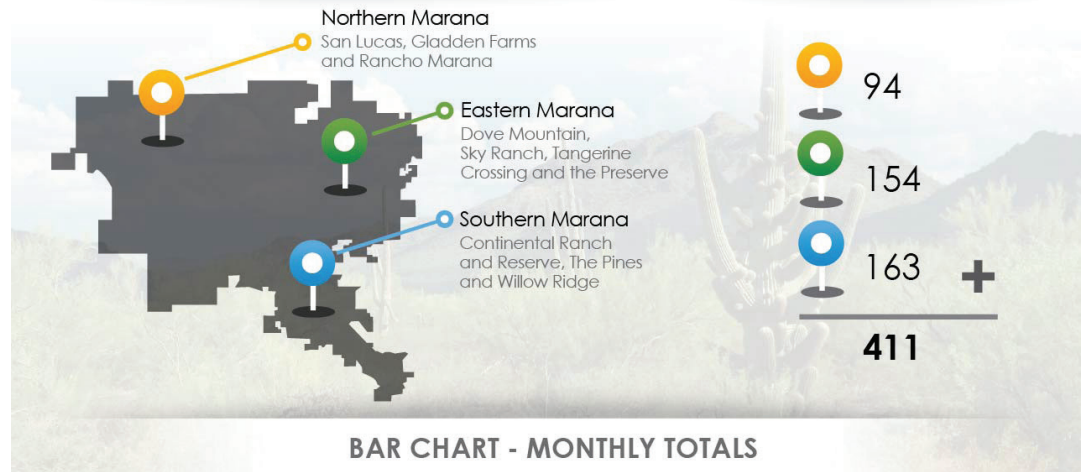 Northern Marana
San Lucas, Gladden Farms
and Rancho Marana
Eastern Marana
Dove Mountain,
Sky Ranch, Tangerine
Crossing and the Preserve
Southern Marana
Continental Ranch
and Reserve, The Pines
and Willow Ridge
94
154
163 +
411
BAR CHART - MONTHLY TOTALS